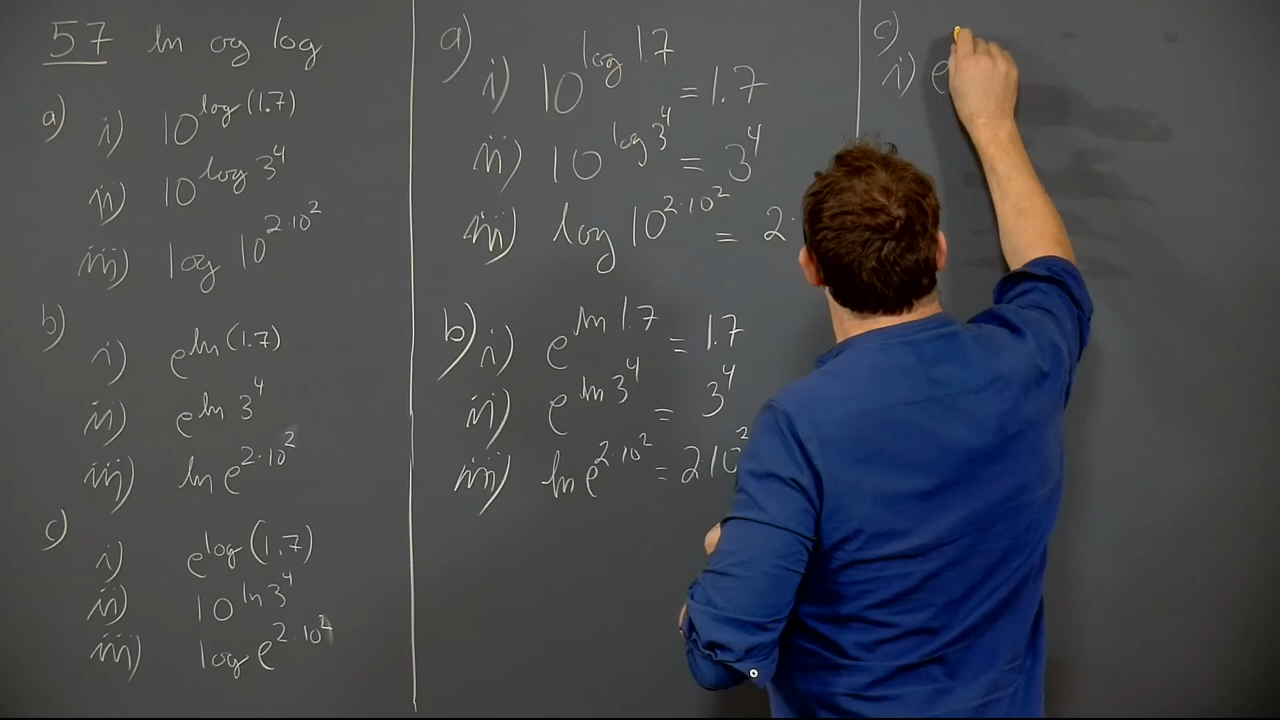 57 ln og log
a) i) 10^log(1.7)
ii) 10^log 3^4
iii) log 10^2·10^2
b) i) e^ln(1.7)
ii) e^ln 3^4
iii) ln e^2·10^2
c) i) e^log(1.7)
ii) 10^ln 3^4
iii) log e^2·10^2
a) i) 10^log 1.7 = 1.7
ii) 10^log 3^4 = 3^4
iii) log 10^2·10^2 = 2·
b) i) e^ln 1.7 = 1.7
ii) e^ln 3^4 = 3^4
iii) ln e^2·10^2 = 2·10^2
c)
i) e